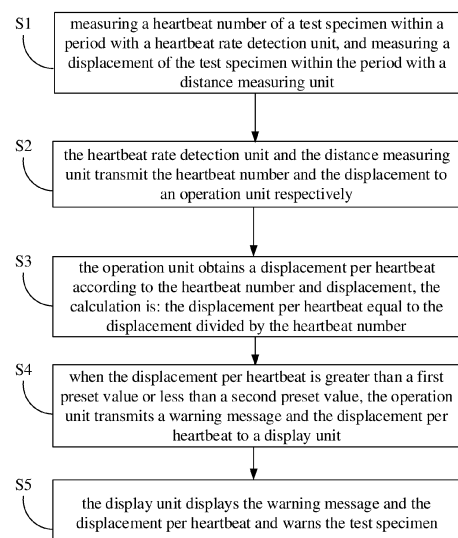 S1
measuring a heartbeat number of a test specimen within a
period with a heartbeat rate detection unit, and measuring a
displacement of the test specimen within the period with a
distance measuring unit
S2
the heartbeat rate detection unit and the distance measuring
unit transmit the heartbeat number and the displacement to
an operation unit respectively
S3
the operation unit obtains a displacement per heartbeat
according to the heartbeat number and displacement, the
calculation is: the displacement per heartbeat equal to the
displacement divided by the heartbeat number
S4
when the displacement per heartbeat is greater than a first
preset value or less than a second preset value, the operation
unit transmits a warning message and the displacement per
heartbeat to a display unit
S5
the display unit displays the warning message and the
displacement per heartbeat and warns the test specimen